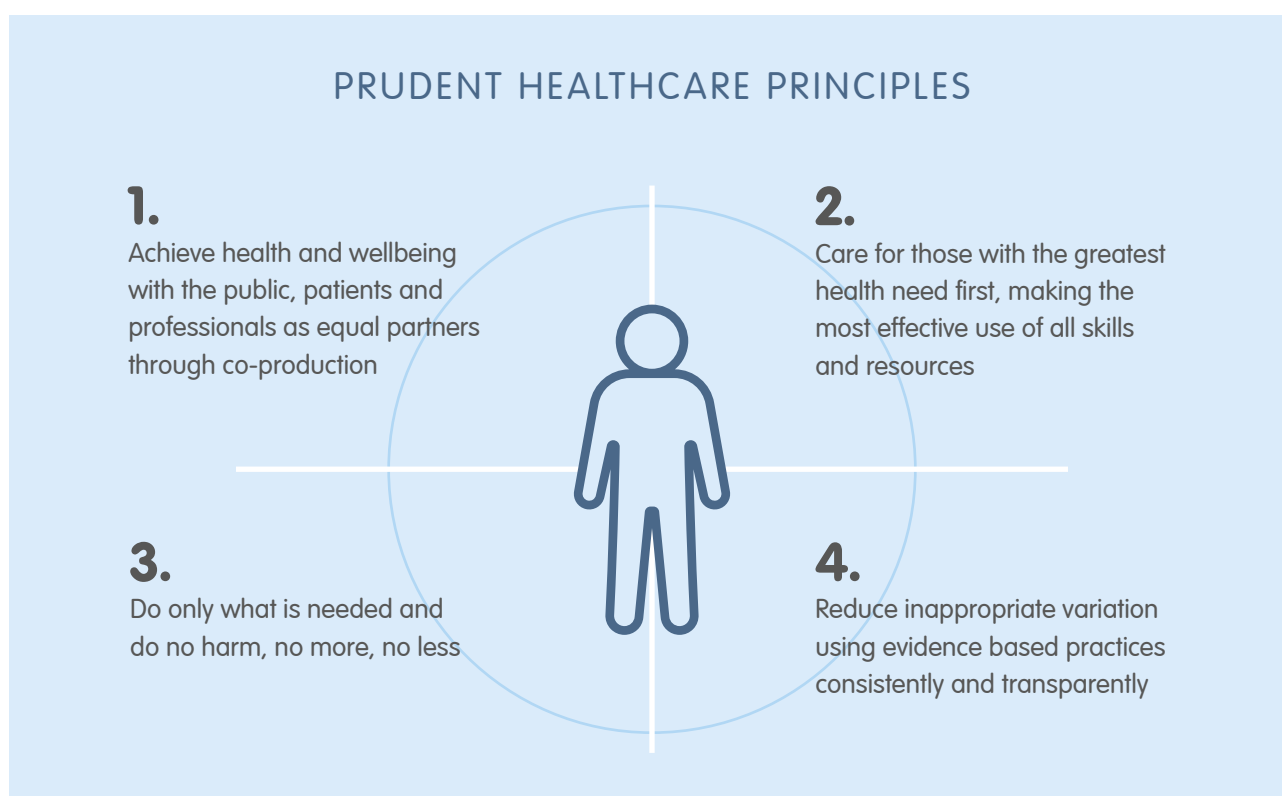 PRUDENT HEALTHCARE PRINCIPLES
1.
Achieve health and wellbeing
with the public, patients and
professionals as equal partners
through co-production
2.
Care for those with the greatest
health need first, making the
most effective use of all skills
and resources
3.
Do only what is needed and
do no harm, no more, no less
4.
Reduce inappropriate variation
using evidence based practices
consistently and transparently